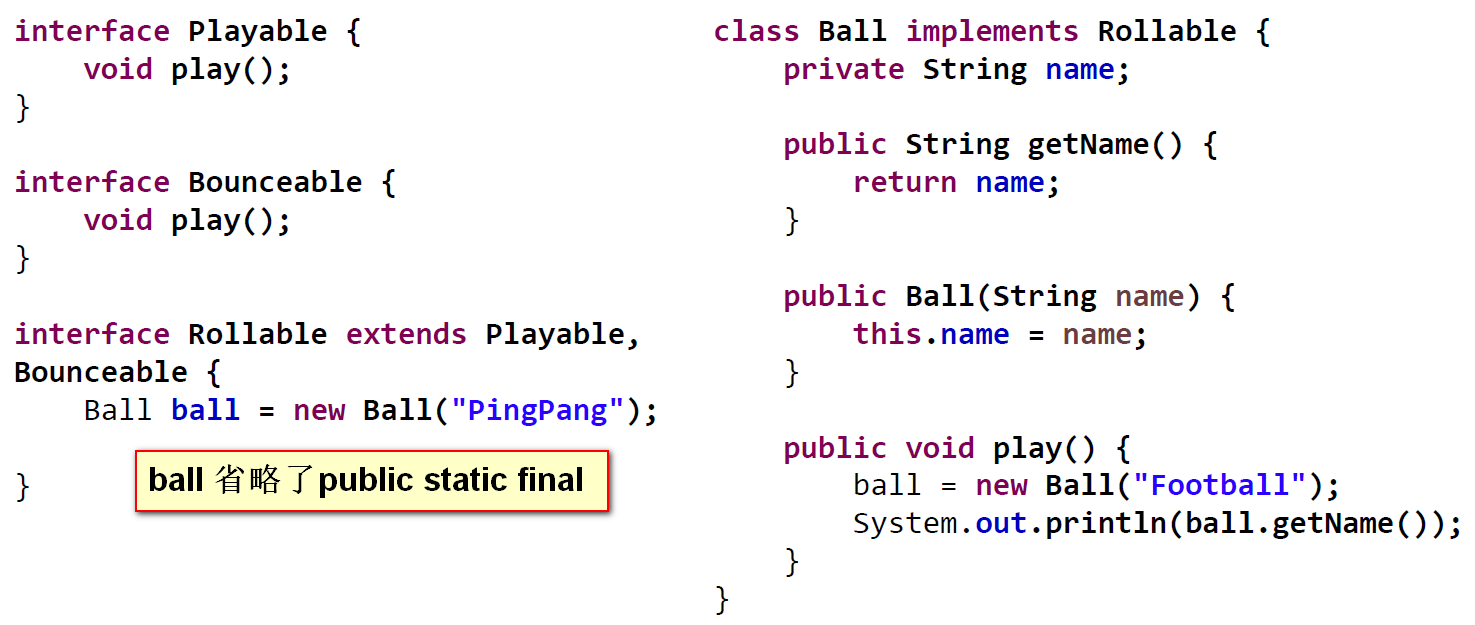 interface Playable {
    void play();
}
interface Bounceable {
    void play();
}
interface Rollable extends Playable,
Bounceable {
    Ball ball = new Ball("PingPang");
ball 省略了public static final
}
class Ball implements Rollable {
    private String name;
    public String getName() {
        return name;
    }
    public Ball(String name) {
        this.name = name;
    }
    public void play() {
        ball = new Ball("Football");
        System.out.println(ball.getName());
    }
}